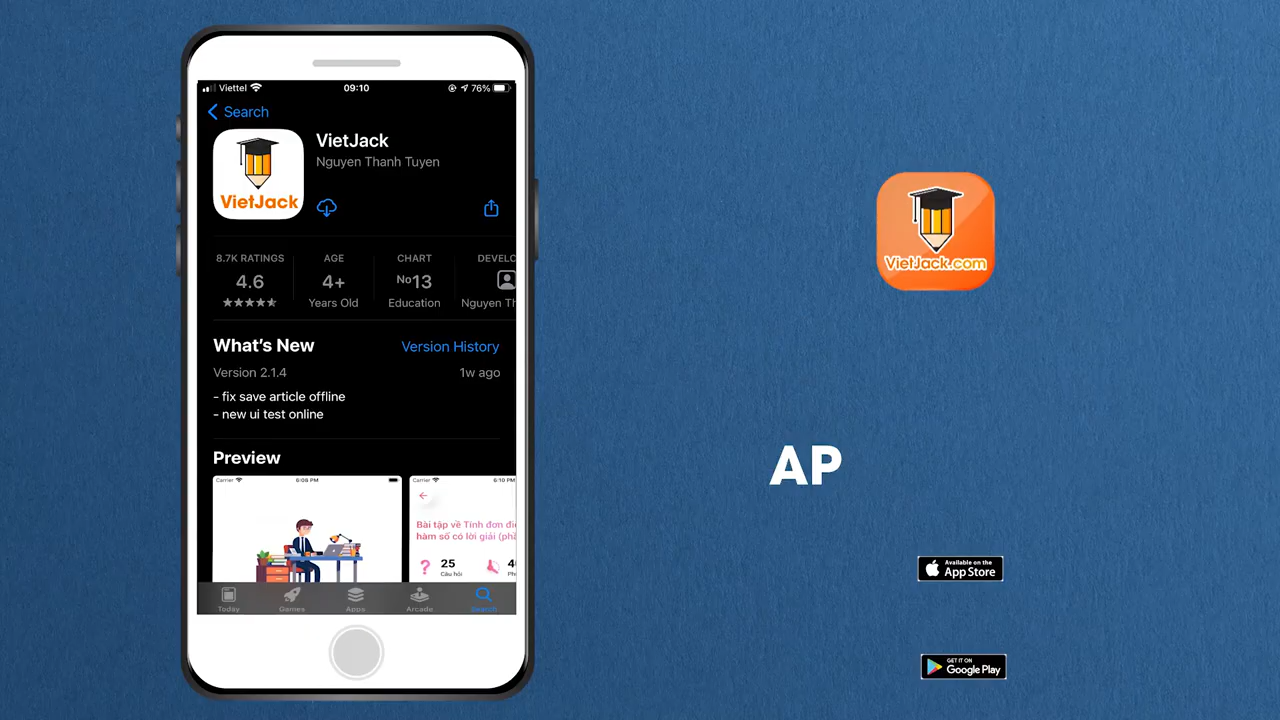 Viettel
09:10
76%
Search
VietJack
Nguyen Thanh Tuyen
VietJack
8.7K RATINGS
4.6
AGE
4+
Years Old
CHART
No13
Education
DEVELO
Nguyen Th
What's New
Version History
Version 2.1.4
1w ago
- fix save article offline
- new ui test online
Preview
Carrier
6:08 PM
Carrier
6:10 PM
Bài tập về Tính đơn đi
hàm số có lời giải (phầ
25
Câu hỏi
Today
Games
Apps
Arcade
Search
VietJack.com
AP
Available on the
App Store
GET IT ON
Google Play